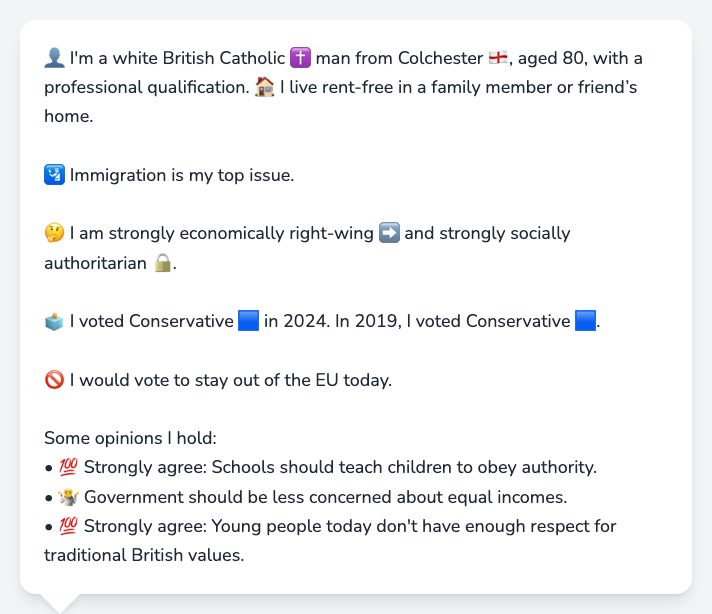 👤 I'm a white British Catholic ✝️ man from Colchester 🏴󠁧󠁢󠁥󠁮󠁧󠁿, aged 80, with a
professional qualification. 🏠 I live rent-free in a family member or friend’s
home.
🛂 Immigration is my top issue.
🤔 I am strongly economically right-wing ➡️ and strongly socially
authoritarian 🔒.
🗳️ I voted Conservative 🟦 in 2024. In 2019, I voted Conservative 🟦.
🚫 I would vote to stay out of the EU today.
Some opinions I hold:
• 💯 Strongly agree: Schools should teach children to obey authority.
• 🤷 Government should be less concerned about equal incomes.
• 💯 Strongly agree: Young people today don't have enough respect for
traditional British values.